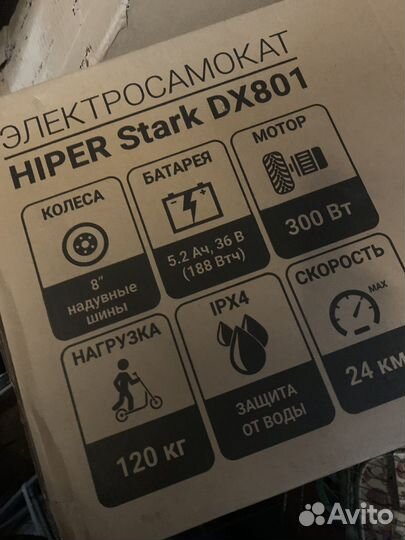 ЭЛЕКТРОСАМОКАТ
HIPER Stark DX801
КОЛЕСА
8"
надувные
шины
БАТАРЕЯ
5.2 Ач, 36 В
(188 Втч)
МОТОР
300 Вт
НАГРУЗКА
120 кг
IPX4
ЗАЩИТА
ОТ ВОДЫ
СКОРОСТЬ
MAX
24 км
Avito